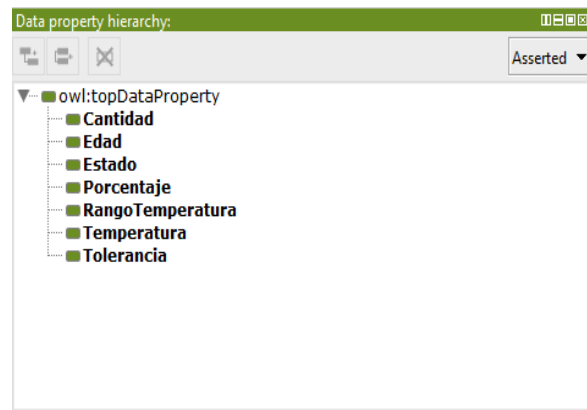 Data property hierarchy:
Asserted
owl:topDataProperty
Cantidad
Edad
Estado
Porcentaje
RangoTemperatura
Temperatura
Tolerancia